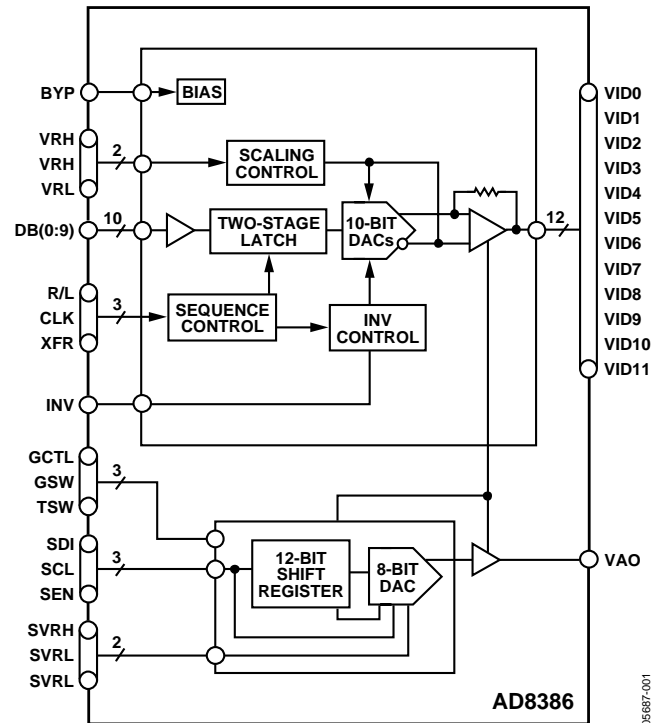 BYP
BIAS
VRH
VRH
VRL
2
SCALING
CONTROL
DB(0:9)
10
TWO-STAGE
LATCH
10-BIT
DACs
12
R/L
CLK
XFR
3
SEQUENCE
CONTROL
INV
CONTROL
INV
VID0
VID1
VID2
VID3
VID4
VID5
VID6
VID7
VID8
VID9
VID10
VID11
GCTL
GSW
TSW
3
SDI
SCL
SEN
3
12-BIT
SHIFT
REGISTER
8-BIT
DAC
VAO
SVRH
SVRL
SVRL
2
AD8386
05687-001